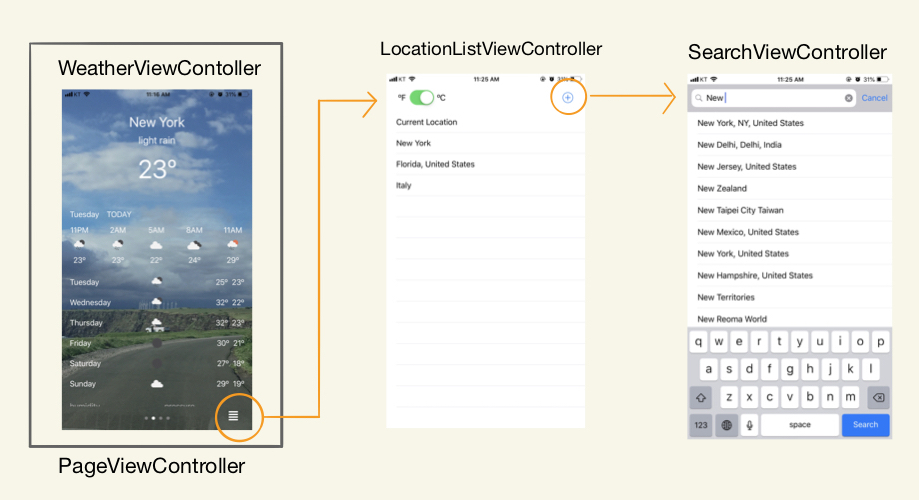 WeatherViewContoller
KT 11:16 AM 31%
New York
light rain
23°
Tuesday TODAY
11PM 2AM 5AM 8AM 11AM
23° 23° 22° 24° 29°
Tuesday 25° 23°
Wednesday 32° 22°
Thursday 32° 23°
Friday 30° 21°
Saturday 27° 18°
Sunday 29° 19°
humidity
PageViewController
LocationListViewController
KT 11:25 AM 31%
°F °C
Current Location
New York
Florida, United States
Italy
SearchViewController
KT 11:25 AM 31%
New Cancel
New York, NY, United States
New Delhi, Delhi, India
New Jersey, United States
New Zealand
New Taipei City Taiwan
New Mexico, United States
New York, United States
New Hampshire, United States
New Territories
New Reoma World
q w e r t y u i o p
a s d f g h j k l
z x c v b n m
123 space Search